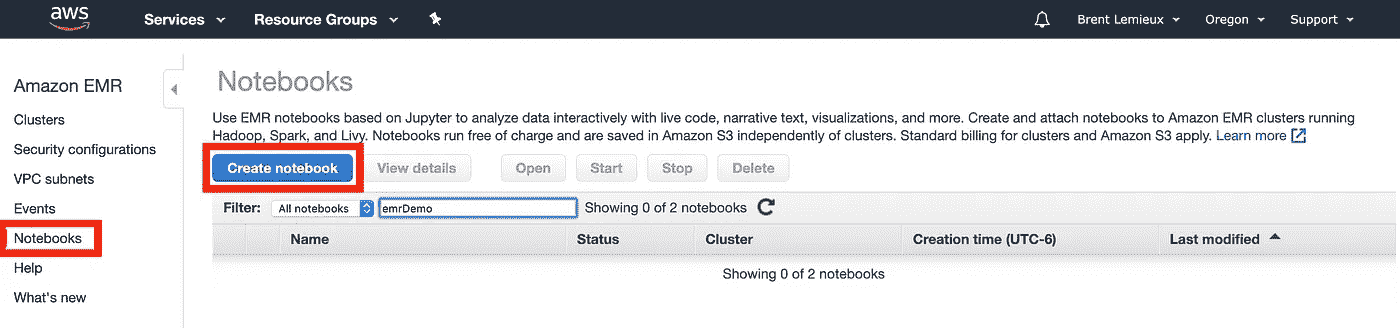 aws Services Resource Groups Brent Lemieux Oregon Support
Amazon EMR
Clusters
Security configurations
VPC subnets
Events
Notebooks
Help
What's new
Notebooks
Use EMR notebooks based on Jupyter to analyze data interactively with live code, narrative text, visualizations, and more. Create and attach notebooks to Amazon EMR clusters running
Hadoop, Spark, and Livy. Notebooks run free of charge and are saved in Amazon S3 independently of clusters. Standard billing for clusters and Amazon S3 apply. Learn more
Create notebook View details Open Start Stop Delete
Filter: All notebooks emrDemo Showing 0 of 2 notebooks
Name Status Cluster Creation time (UTC-6) Last modified
Showing 0 of 2 notebooks